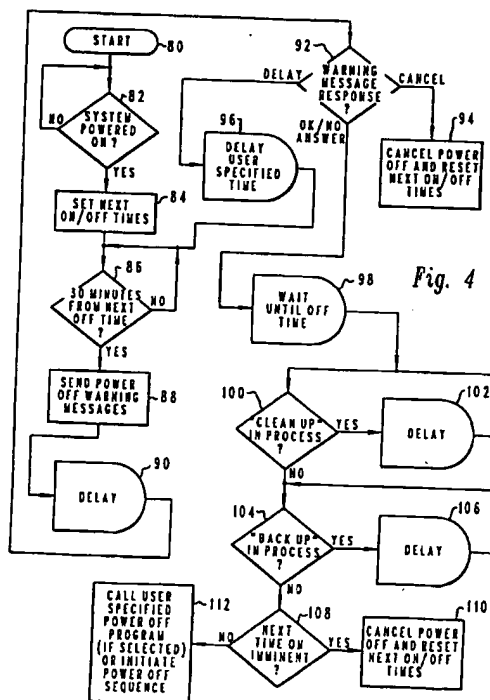 START
80
82
SYSTEM
POWERED
ON ?
NO
YES
SET NEXT
ON/OFF TIMES
84
86
30 MINUTES
FROM NEXT
OFF TIME
?
NO
YES
SEND POWER
OFF WARNING
MESSAGES
88
90
DELAY
92
WARNING
MESSAGE
RESPONSE
?
DELAY
CANCEL
OK/NO
ANSWER
94
CANCEL POWER
OFF AND RESET
NEXT ON/OFF
TIMES
96
DELAY
USER
SPECIFIED
TIME
98
WAIT
UNTIL OFF
TIME
Fig. 4
100
"CLEAN UP"
IN PROCESS
?
YES
NO
102
DELAY
104
"BACK UP"
IN PROCESS
?
YES
NO
106
DELAY
108
NEXT
TIME ON
IMMINENT
?
NO
YES
110
CANCEL POWER
OFF AND RESET
NEXT ON/OFF
TIMES
112
CALL USER
SPECIFIED
POWER OFF
PROGRAM
(IF SELECTED)
OR INITIATE
POWER OFF
SEQUENCE